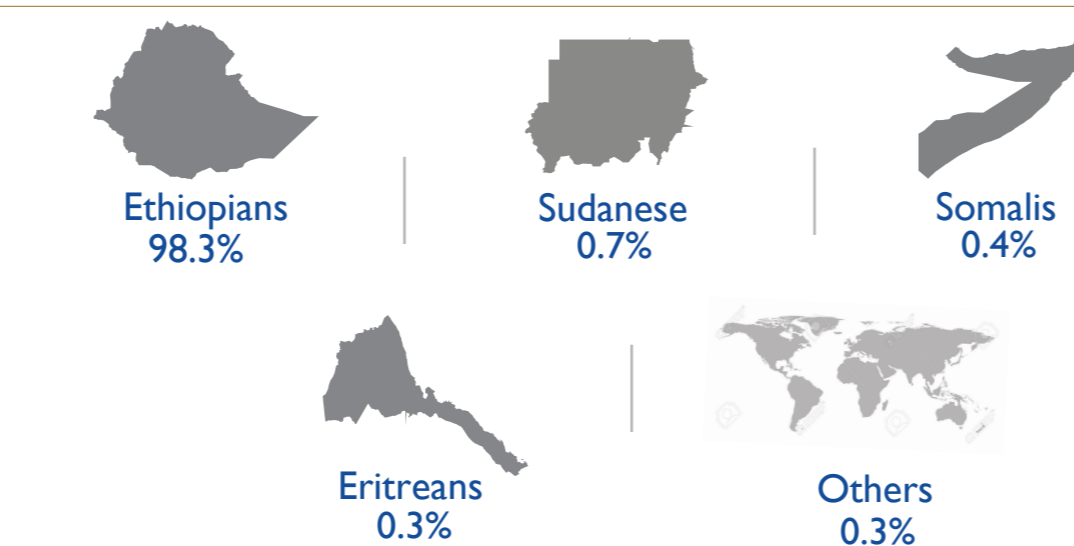 Ethiopians
98.3%
Sudanese
0.7%
Somalis
0.4%
Eritreans
0.3%
Others
0.3%